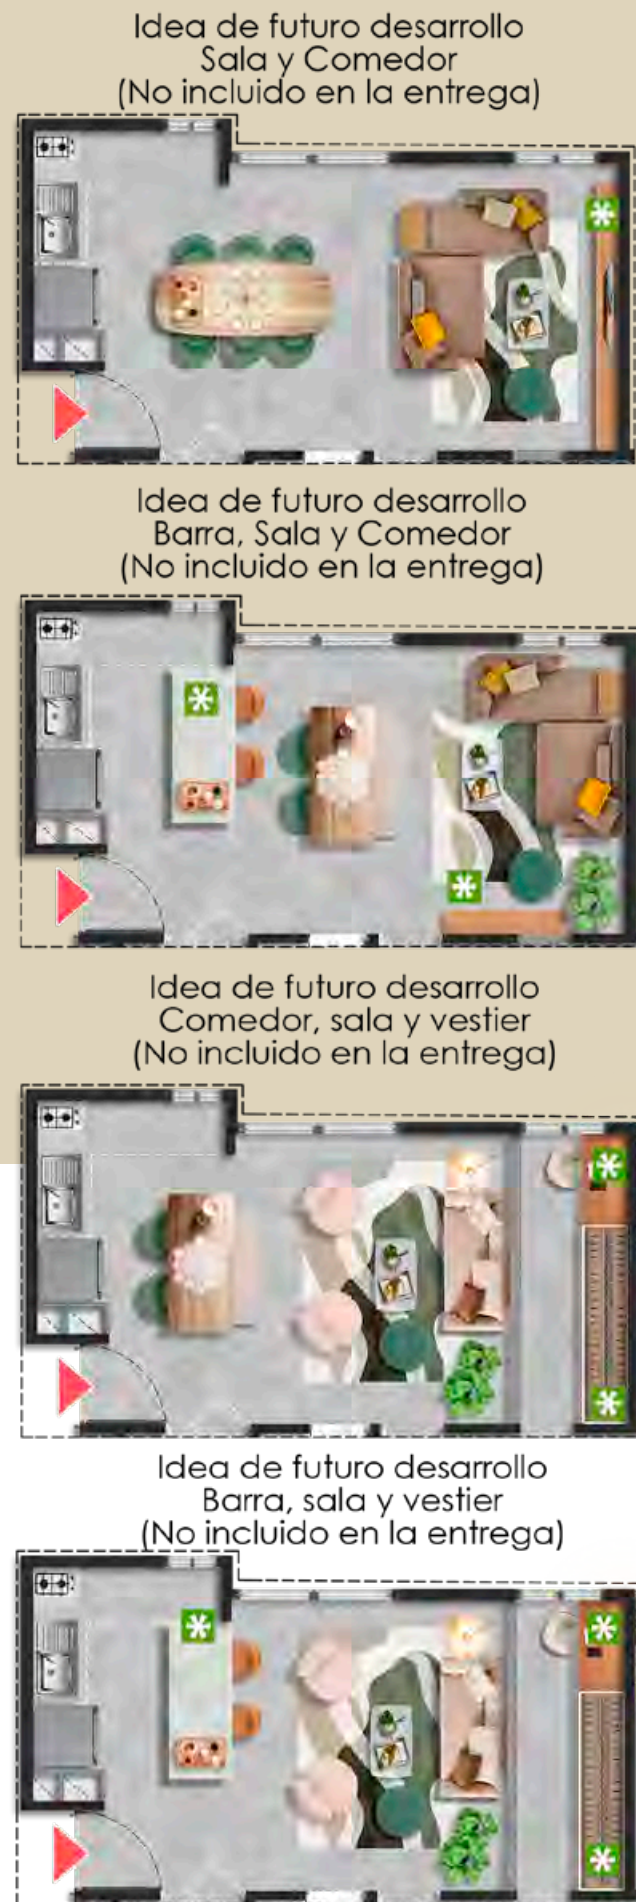 Idea de futuro desarrollo
Sala y Comedor
(No incluido en la entrega)
Idea de futuro desarrollo
Barra, Sala y Comedor
(No incluido en la entrega)
Idea de futuro desarrollo
Comedor, sala y vestier
(No incluido en la entrega)
Idea de futuro desarrollo
Barra, sala y vestier
(No incluido en la entrega)